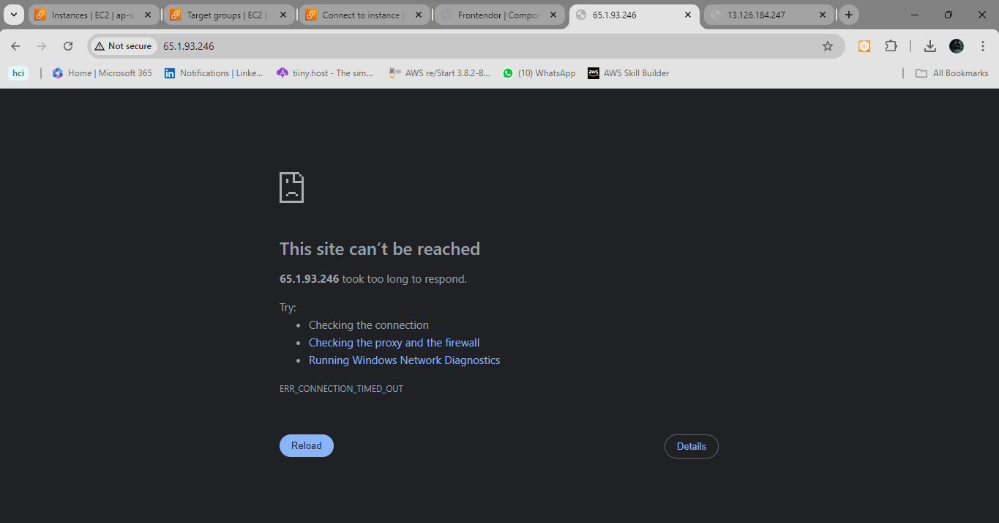 Instances | EC2 | ap-s
Target groups | EC2 |
Connect to instance |
Frontendor | Compor
65.1.93.246
13.126.184.247
Not secure
65.1.93.246
hci
Home | Microsoft 365
Notifications | Linke...
tiiny.host - The sim...
AWS re/Start 3.8.2-B...
(10) WhatsApp
aws
AWS Skill Builder
All Bookmarks
This site can’t be reached
65.1.93.246 took too long to respond.
Try:
• Checking the connection
• Checking the proxy and the firewall
• Running Windows Network Diagnostics
ERR_CONNECTION_TIMED_OUT
Reload
Details